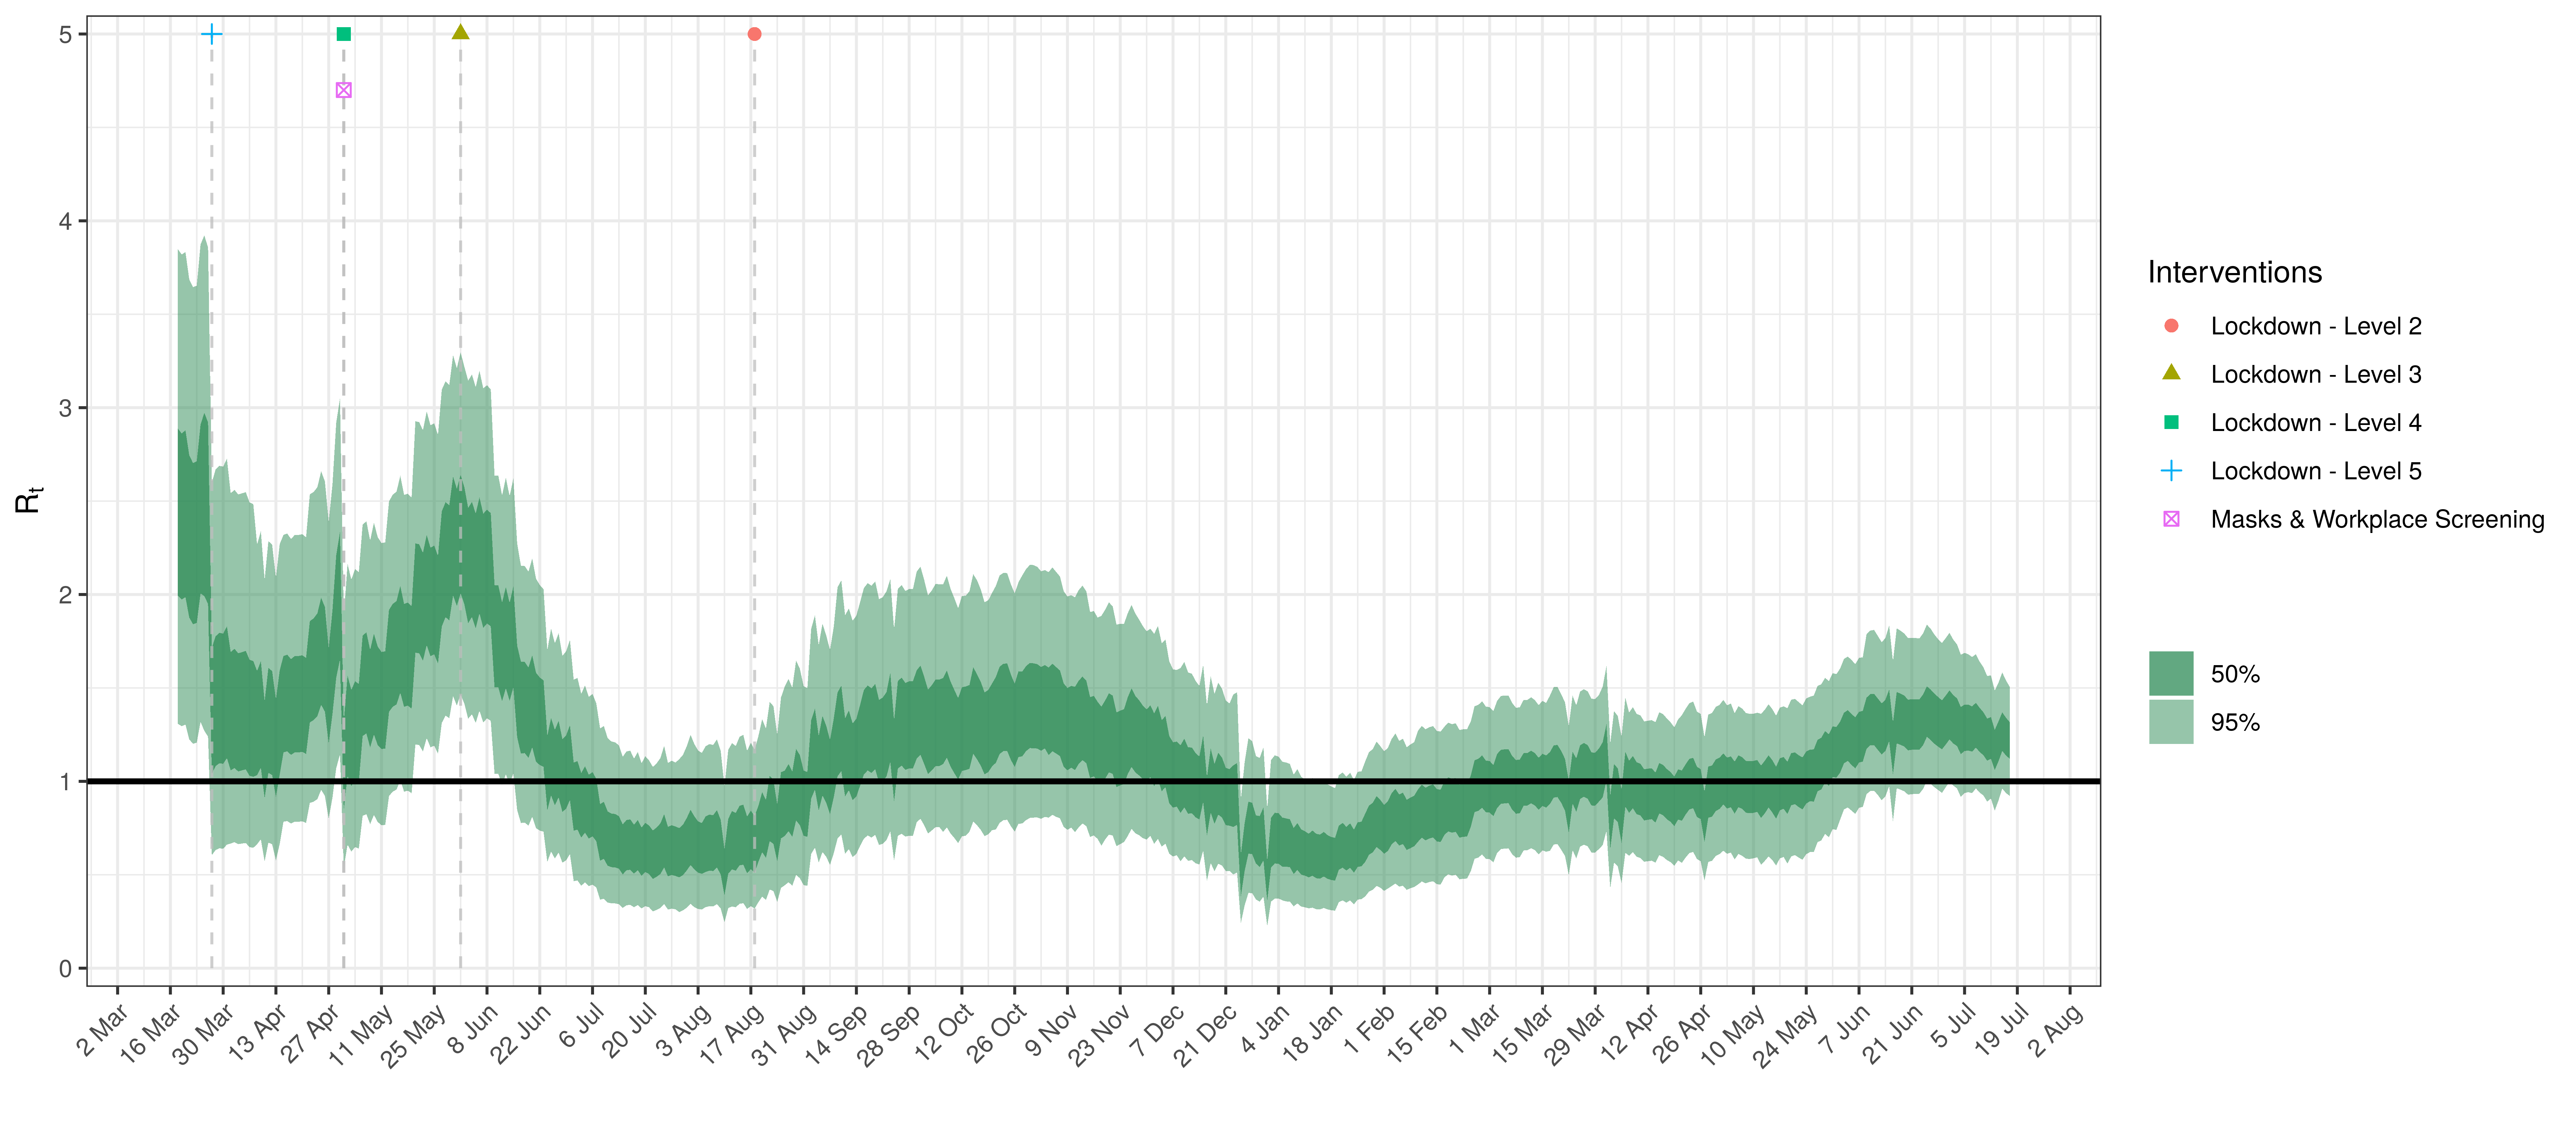 5
4
3
2
1
0
Rt
2 Mar
16 Mar
30 Mar
13 Apr
27 Apr
11 May
25 May
8 Jun
22 Jun
6 Jul
20 Jul
3 Aug
17 Aug
31 Aug
14 Sep
28 Sep
12 Oct
26 Oct
9 Nov
23 Nov
7 Dec
21 Dec
4 Jan
18 Jan
1 Feb
15 Feb
1 Mar
15 Mar
29 Mar
12 Apr
26 Apr
10 May
24 May
7 Jun
21 Jun
5 Jul
19 Jul
2 Aug
Interventions
Lockdown - Level 2
Lockdown - Level 3
Lockdown - Level 4
Lockdown - Level 5
Masks & Workplace Screening
50%
95%